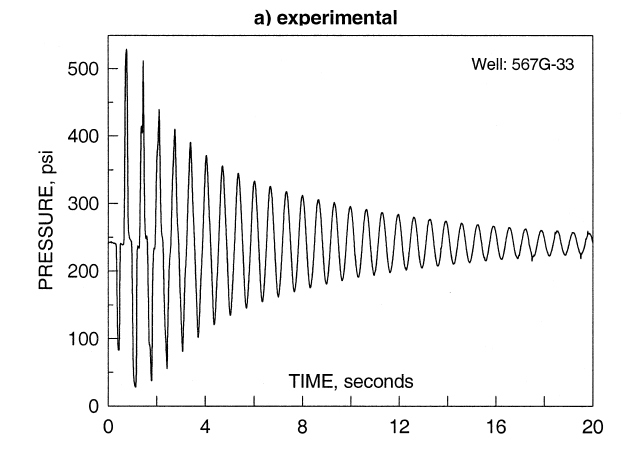 a) experimental
Well: 567G-33
PRESSURE, psi
500
400
300
200
100
0
TIME, seconds
0 4 8 12 16 20